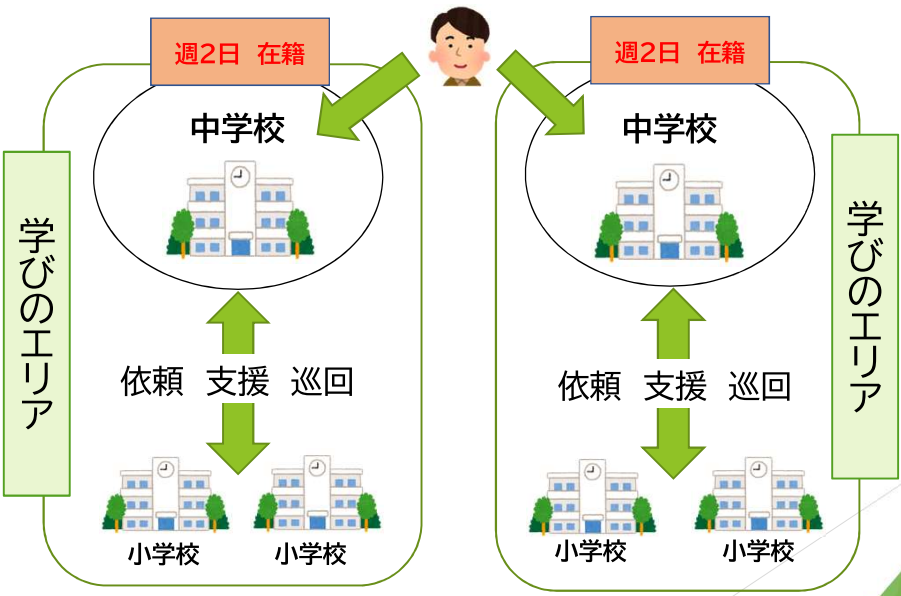 週2日 在籍
中学校
学びのエリア
依頼 支援 巡回
小学校 小学校
週2日 在籍
中学校
学びのエリア
依頼 支援 巡回
小学校 小学校